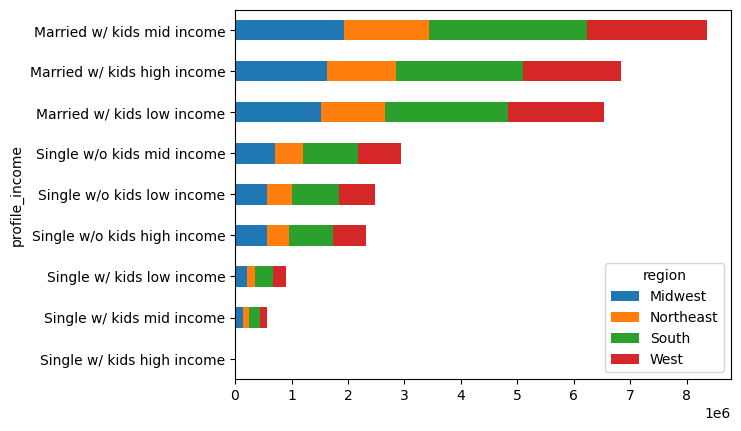 profile_income
Married w/ kids mid income
Married w/ kids high income
Married w/ kids low income
Single w/o kids mid income
Single w/o kids low income
Single w/o kids high income
Single w/ kids low income
Single w/ kids mid income
Single w/ kids high income
region
Midwest
Northeast
South
West
0 1 2 3 4 5 6 7 8
1e6